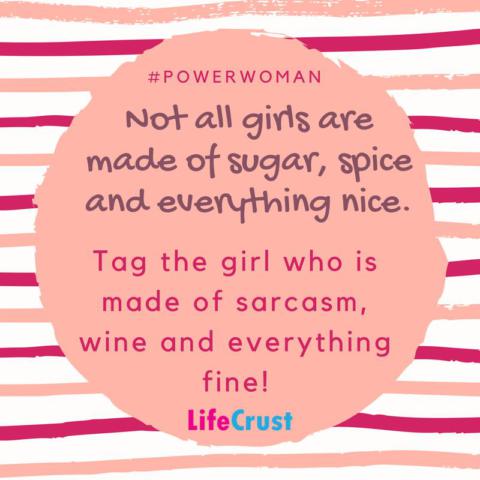 #POWERWOMAN
Not all girls are
made of sugar, spice
and everything nice.
Tag the girl who is
made of sarcasm,
wine and everything
fine!
LifeCrust